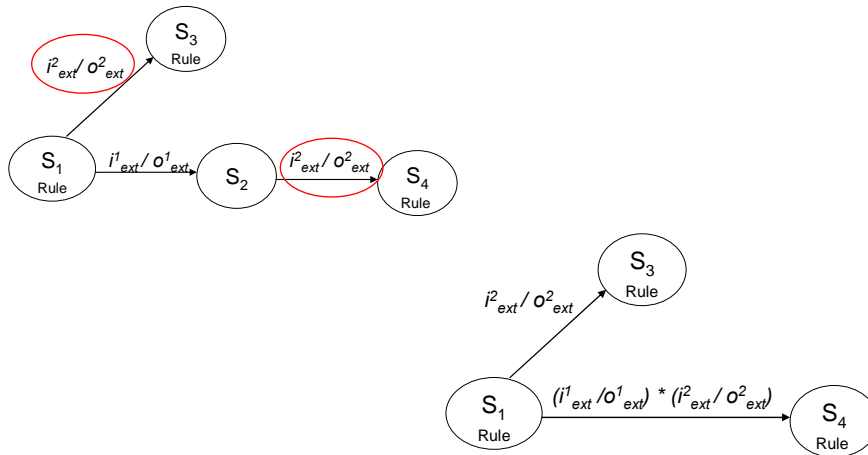 S₃
Rule
i²ext / o²ext
S₁
Rule
i¹ext / o¹ext
S₂
i²ext / o²ext
S₄
Rule
S₃
Rule
i²ext / o²ext
S₁
Rule
(i¹ext /o¹ext) * (i²ext / o²ext)
S₄
Rule